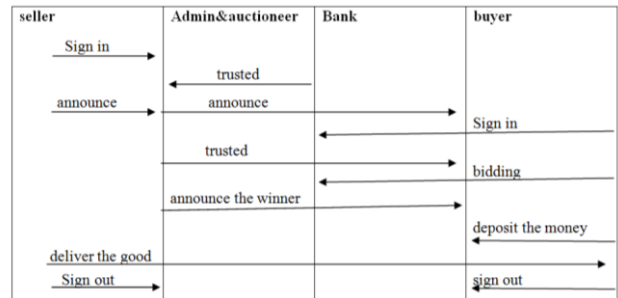 seller Admin&auctioneer Bank buyer
Sign in
trusted
announce announce
Sign in
trusted
bidding
announce the winner
deposit the money
deliver the good
Sign out sign out